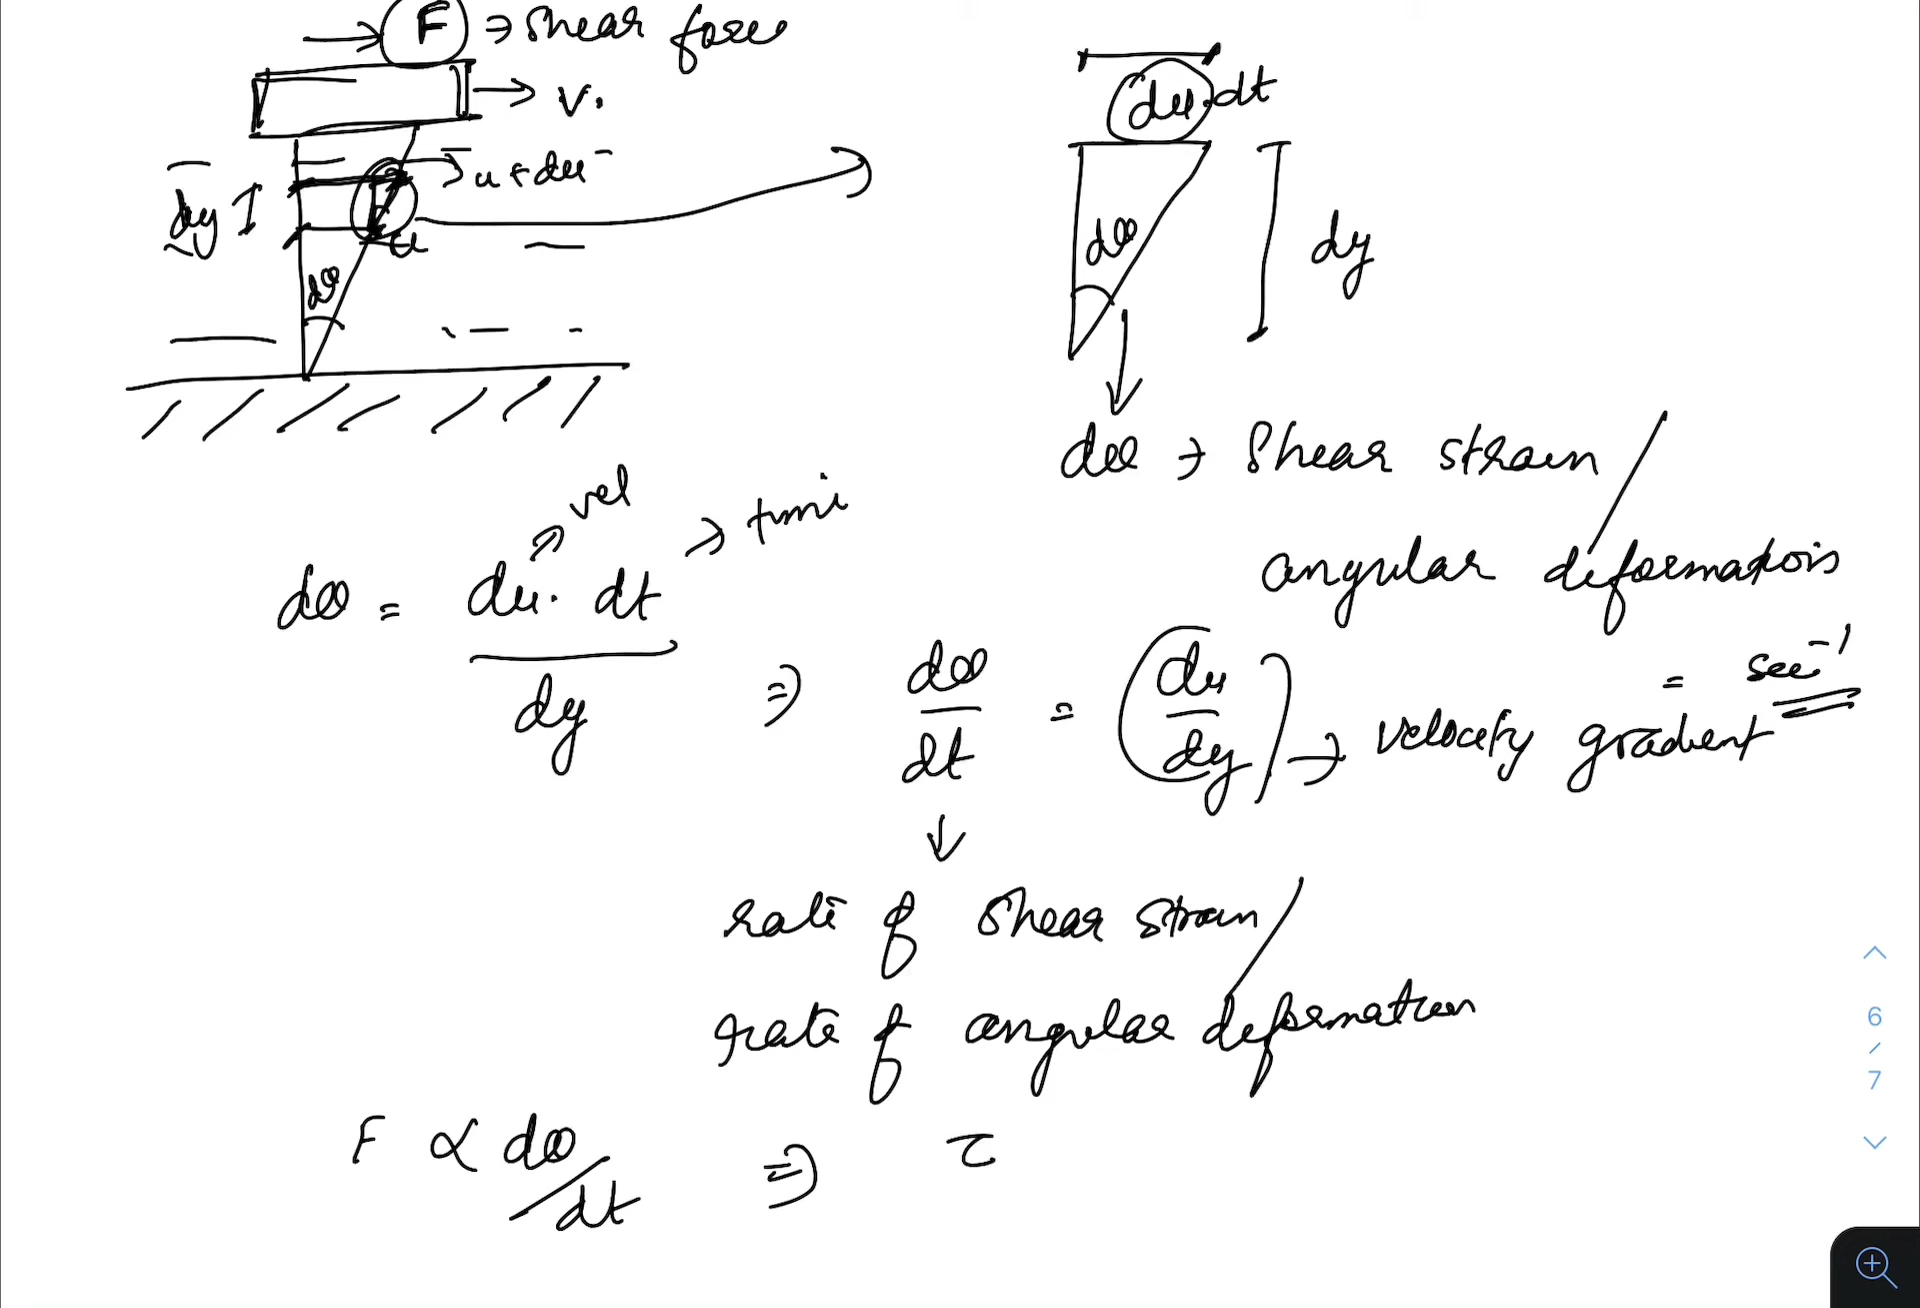 F → shear force
V.
du.dt
u + du
dy
u
dθ
dθ
dy
dθ → Shear strain /
angular deformation
vel
time
dθ = du. dt / dy ⇒ dθ/dt = (du/dy) → velocity gradient = sec⁻¹
rate of shear strain /
rate of angular deformation
F ∝ dθ/dt ⇒ τ
6
/
7